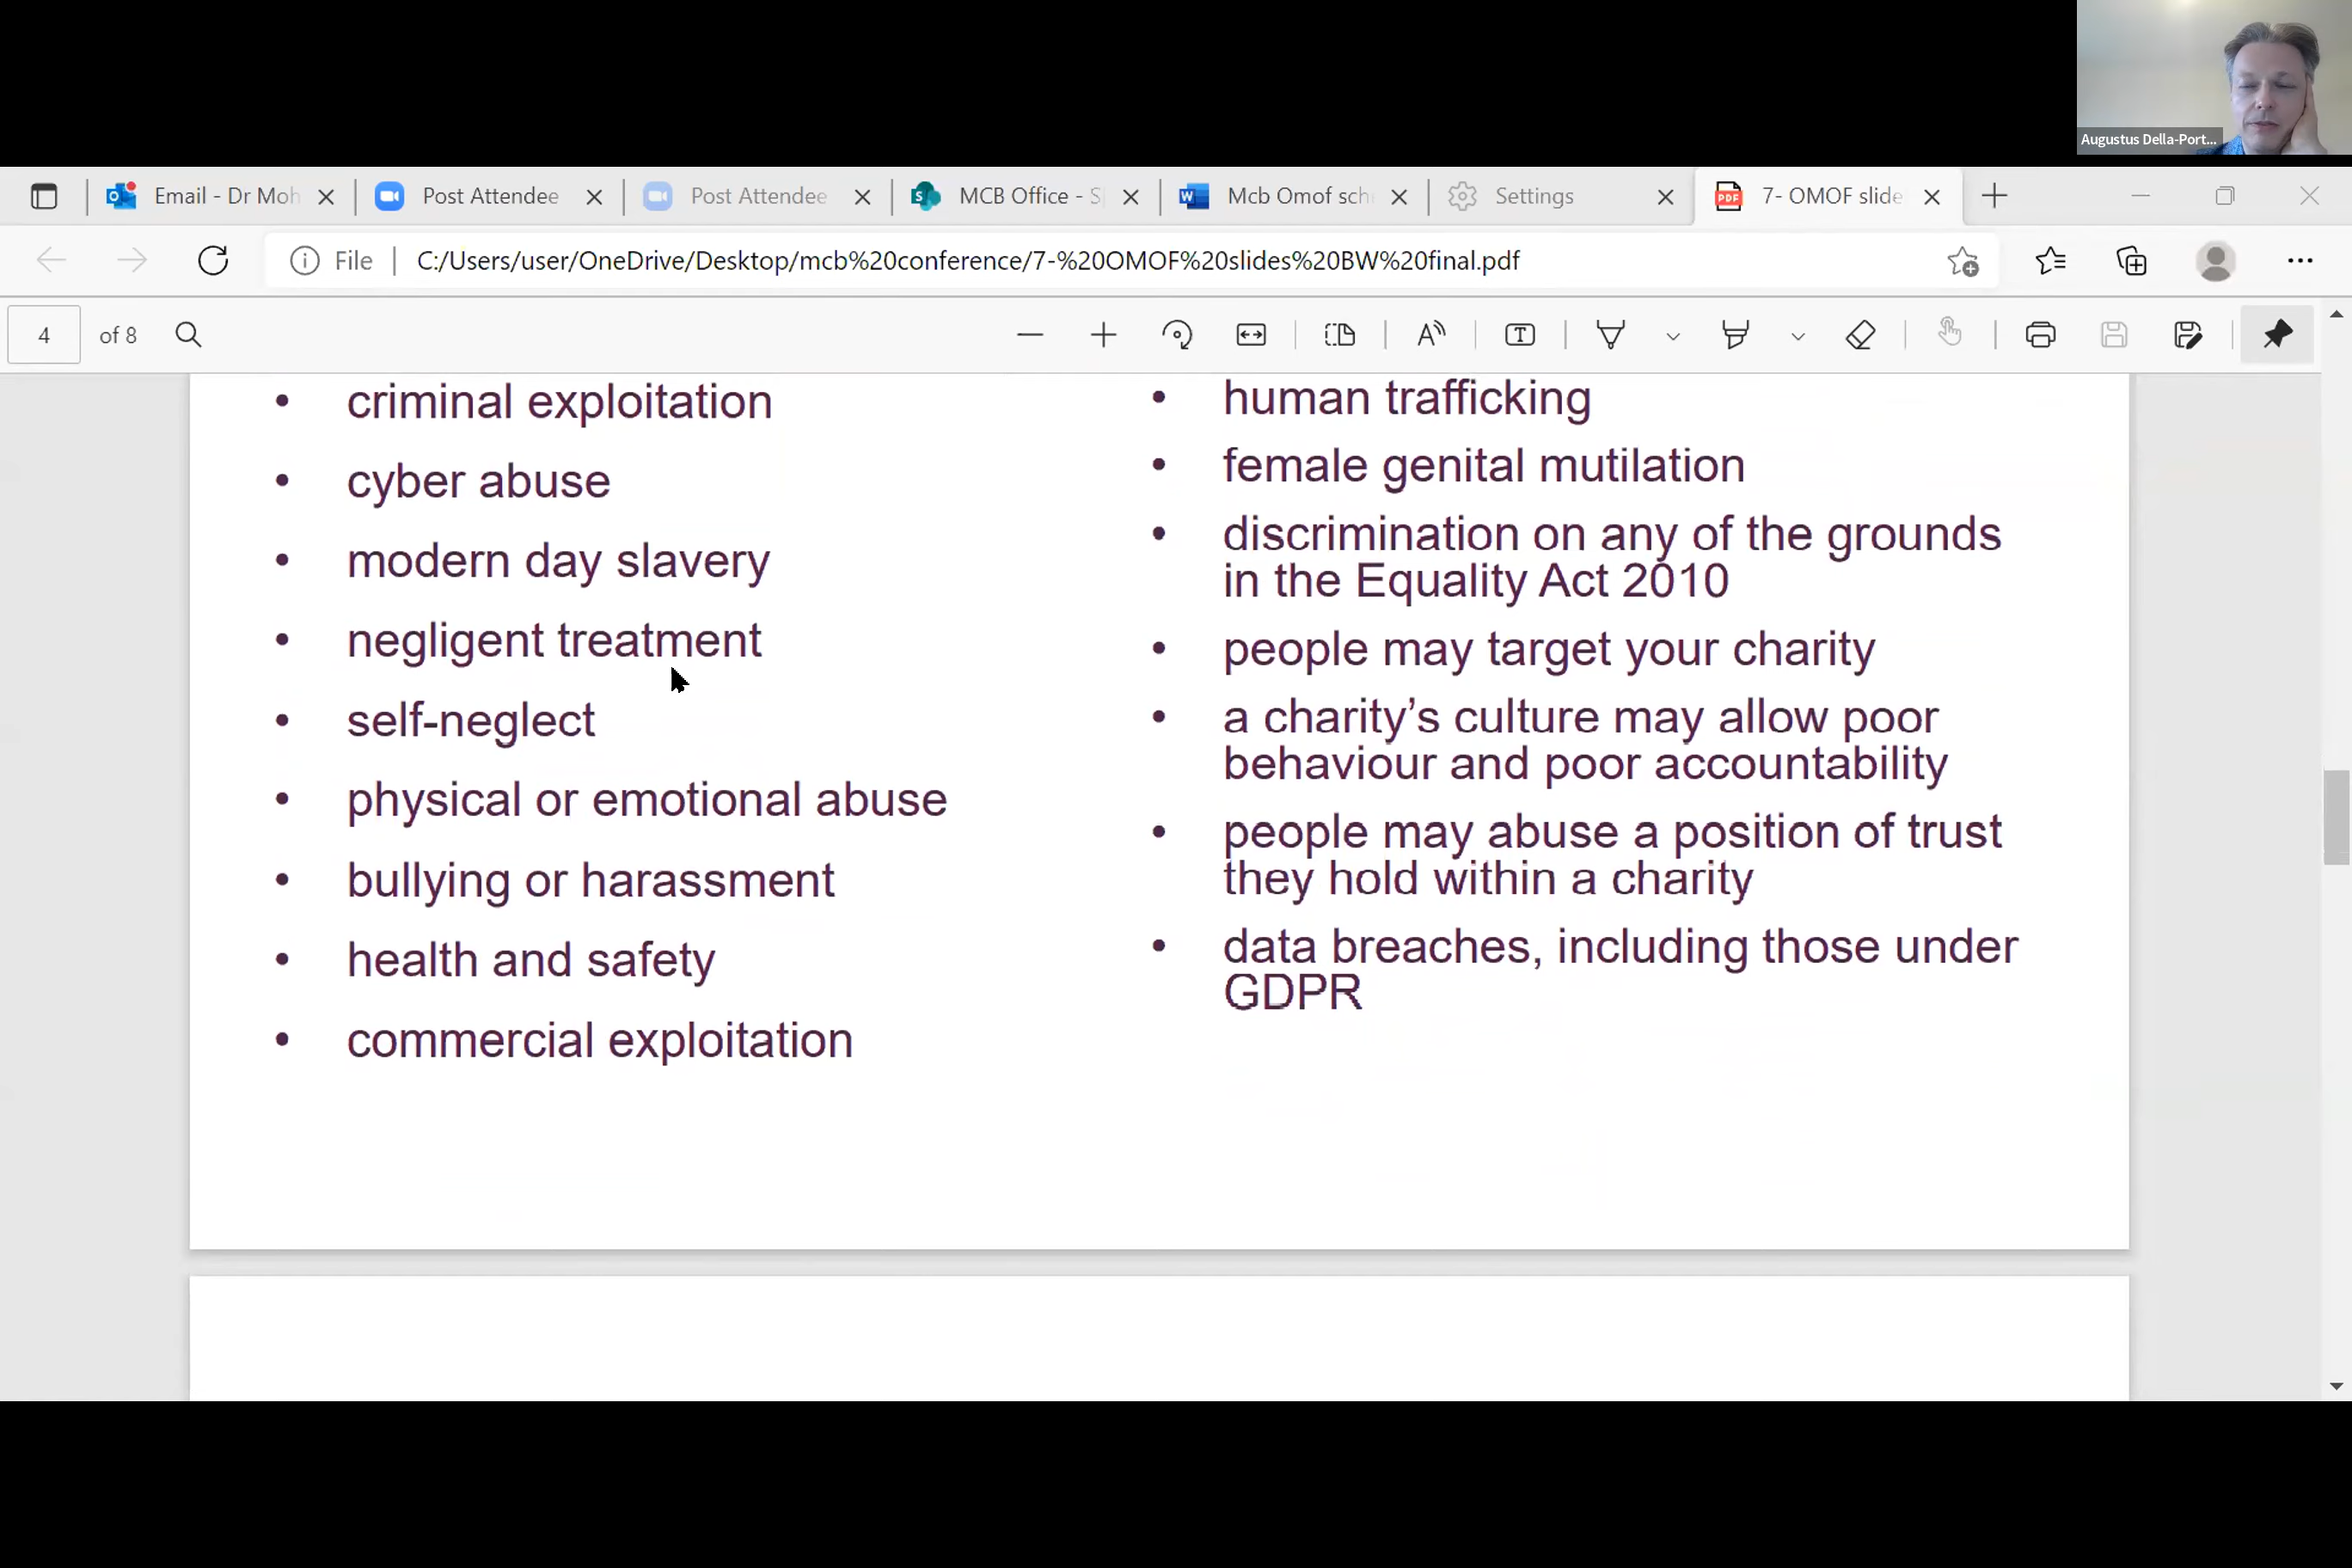 Augustus Della-Port...
Email - Dr Moh
Post Attendee
Post Attendee
MCB Office - S
Mcb Omof sch
Settings
7- OMOF slide
File
C:/Users/user/OneDrive/Desktop/mcb%20conference/7-%20OMOF%20slides%20BW%20final.pdf
4 of 8
• criminal exploitation
• cyber abuse
• modern day slavery
• negligent treatment
• self-neglect
• physical or emotional abuse
• bullying or harassment
• health and safety
• commercial exploitation
• human trafficking
• female genital mutilation
• discrimination on any of the grounds
in the Equality Act 2010
• people may target your charity
• a charity’s culture may allow poor
behaviour and poor accountability
• people may abuse a position of trust
they hold within a charity
• data breaches, including those under
GDPR